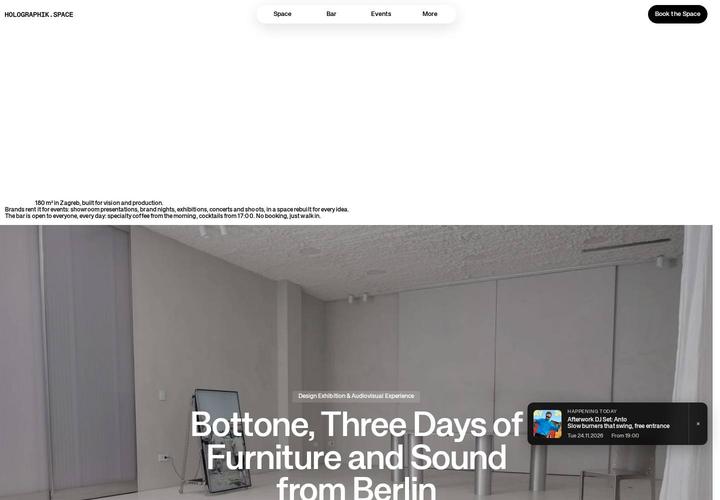 HOLOGRAPHIK.SPACE
Space
Bar
Events
More
Book the Space
180 m² in Zagreb, built for vision and production.
Brands rent it for events: showroom presentations, brand nights, exhibitions, concerts and shoots, in a space rebuilt for every idea.
The bar is open to everyone, every day: specialty coffee from the morning, cocktails from 17:00. No booking, just walk in.
Design Exhibition & Audiovisual Experience
Bottone, Three Days of
Furniture and Sound
from Berlin
HAPPENING TODAY
Afterwork DJ Set: Anto
Slow burners that swing, free entrance
Tue 24.11.2026 From 19:00